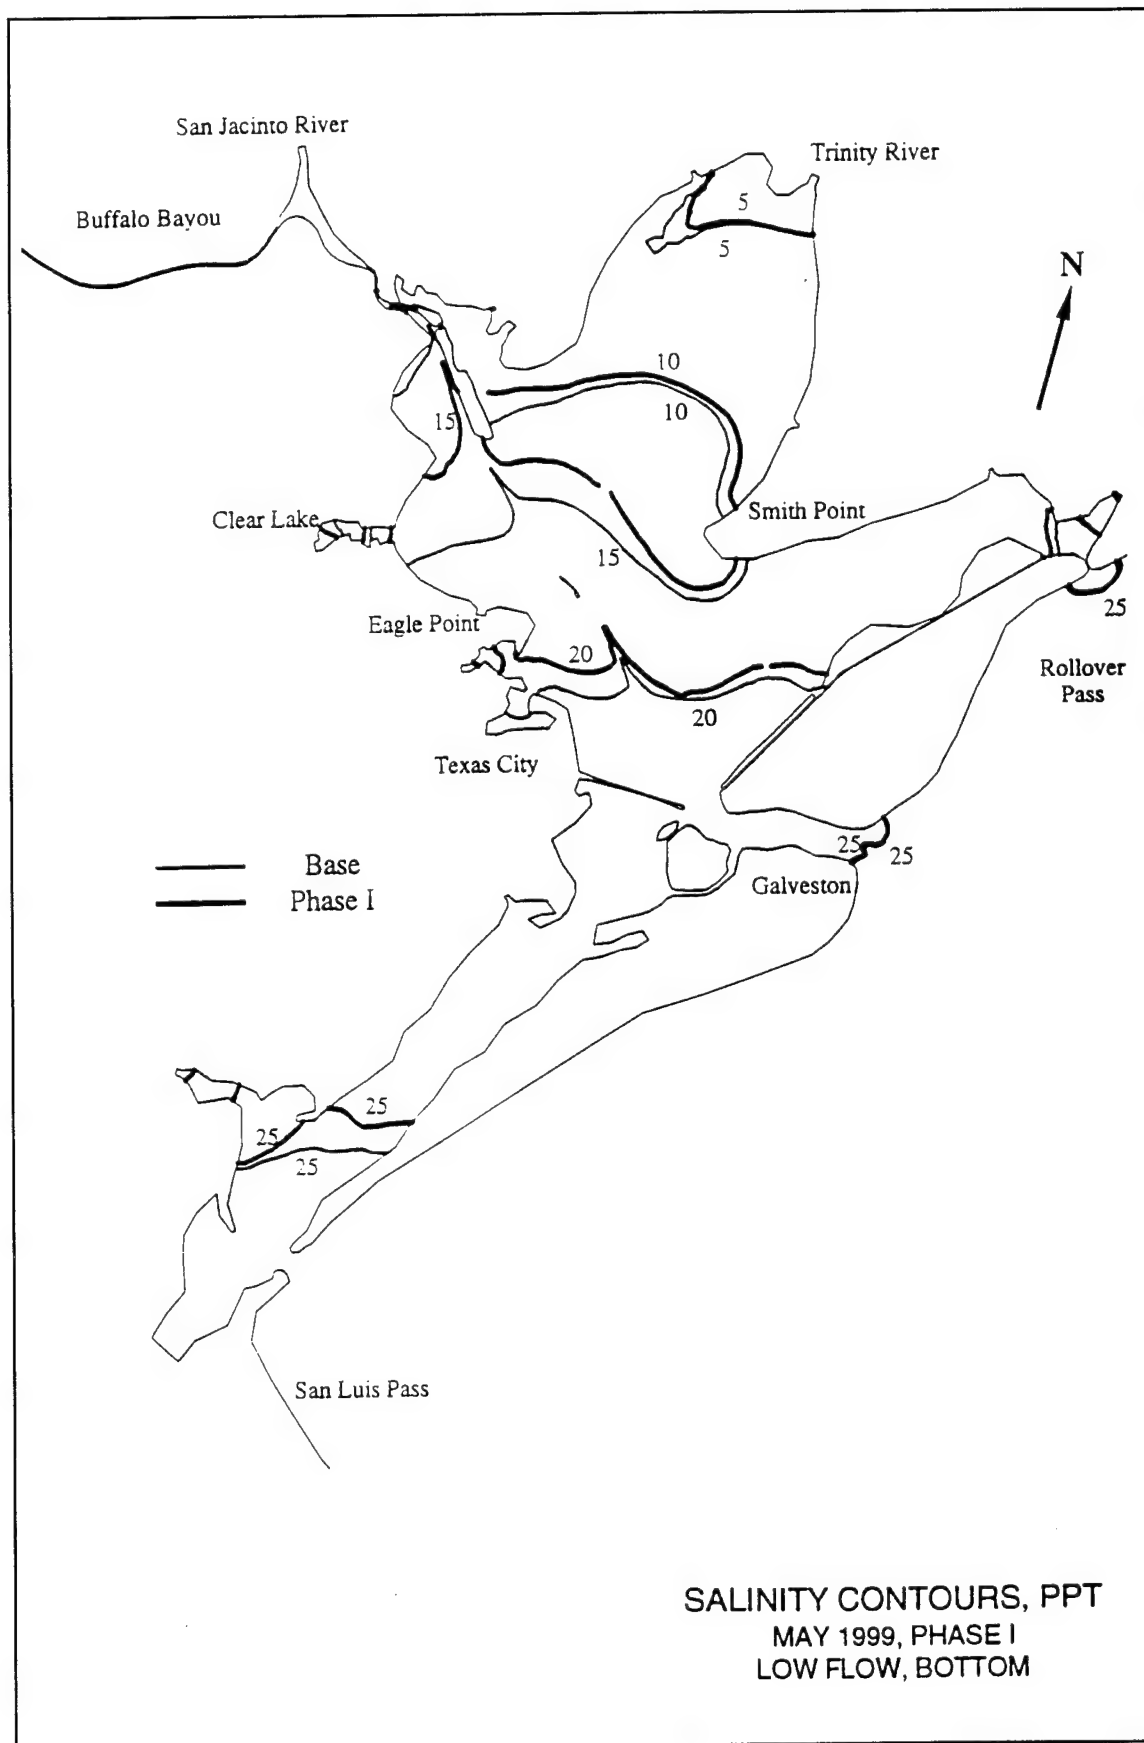 San Jacinto River
Trinity River
Buffalo Bayou
5
5
N
10
10
15
Smith Point
Clear Lake
15
25
Eagle Point
20
Rollover
Pass
20
Texas City
25
25
Base
Galveston
Phase I
25
25
25
San Luis Pass
SALINITY CONTOURS, PPT
MAY 1999, PHASE I
LOW FLOW, BOTTOM